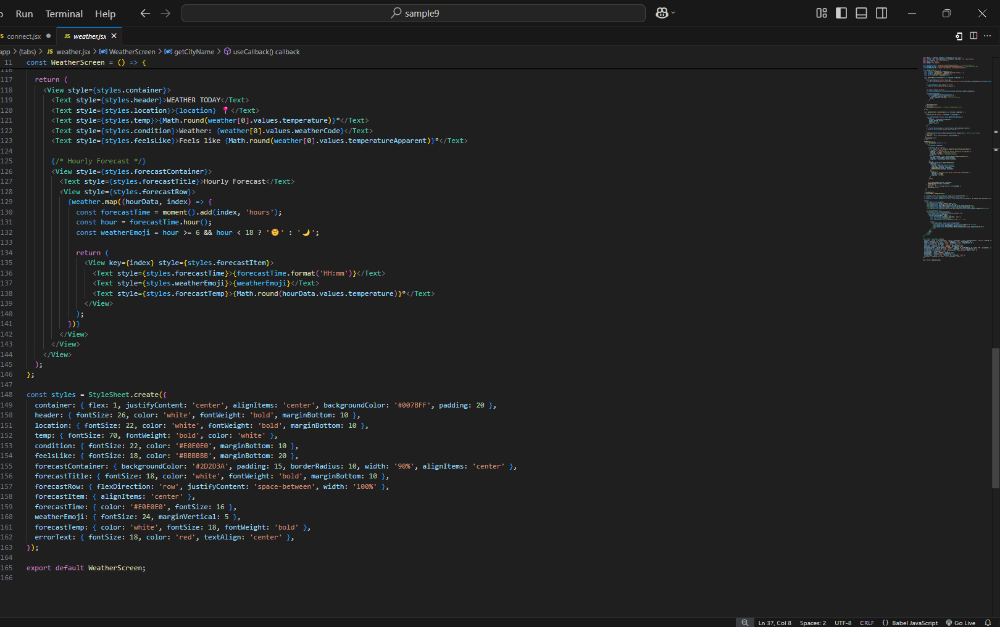 Run Terminal Help sample9
connect.jsx JS weather.jsx
app > (tabs) > JS weather.jsx > WeatherScreen > getCityName > useCallback() callback
11 const WeatherScreen = () => {
116
117 return (
118 <View style={styles.container}>
119 <Text style={styles.header}>WEATHER TODAY</Text>
120 <Text style={styles.location}>{location} 📍</Text>
121 <Text style={styles.temp}>{Math.round(weather[0].values.temperature)}°</Text>
122 <Text style={styles.condition}>Weather: {weather[0].values.weatherCode}</Text>
123 <Text style={styles.feelsLike}>Feels like {Math.round(weather[0].values.temperatureApparent)}°</Text>
124
125 {/* Hourly Forecast */}
126 <View style={styles.forecastContainer}>
127 <Text style={styles.forecastTitle}>Hourly Forecast</Text>
128 <View style={styles.forecastRow}>
129 {weather.map((hourData, index) => {
130 const forecastTime = moment().add(index, 'hours');
131 const hour = forecastTime.hour();
132 const weatherEmoji = hour >= 6 && hour < 18 ? '🌞' : '🌙';
133
134 return (
135 <View key={index} style={styles.forecastItem}>
136 <Text style={styles.forecastTime}>{forecastTime.format('HH:mm')}</Text>
137 <Text style={styles.weatherEmoji}>{weatherEmoji}</Text>
138 <Text style={styles.forecastTemp}>{Math.round(hourData.values.temperature)}°</Text>
139 </View>
140 );
141 })}
142 </View>
143 </View>
144 </View>
145 );
146 };
147
148 const styles = StyleSheet.create({
149 container: { flex: 1, justifyContent: 'center', alignItems: 'center', backgroundColor: '#007BFF', padding: 20 },
150 header: { fontSize: 26, color: 'white', fontWeight: 'bold', marginBottom: 10 },
151 location: { fontSize: 22, color: 'white', fontWeight: 'bold', marginBottom: 10 },
152 temp: { fontSize: 70, fontWeight: 'bold', color: 'white' },
153 condition: { fontSize: 22, color: '#E0E0E0', marginBottom: 10 },
154 feelsLike: { fontSize: 18, color: '#BBBBBB', marginBottom: 20 },
155 forecastContainer: { backgroundColor: '#2D2D3A', padding: 15, borderRadius: 10, width: '90%', alignItems: 'center' },
156 forecastTitle: { fontSize: 18, color: 'white', fontWeight: 'bold', marginBottom: 10 },
157 forecastRow: { flexDirection: 'row', justifyContent: 'space-between', width: '100%' },
158 forecastItem: { alignItems: 'center' },
159 forecastTime: { color: '#E0E0E0', fontSize: 16 },
160 weatherEmoji: { fontSize: 24, marginVertical: 5 },
161 forecastTemp: { color: 'white', fontSize: 18, fontWeight: 'bold' },
162 errorText: { fontSize: 18, color: 'red', textAlign: 'center' },
163 });
164
165 export default WeatherScreen;
166
Ln 37, Col 8 Spaces: 2 UTF-8 CRLF {} Babel JavaScript Go Live